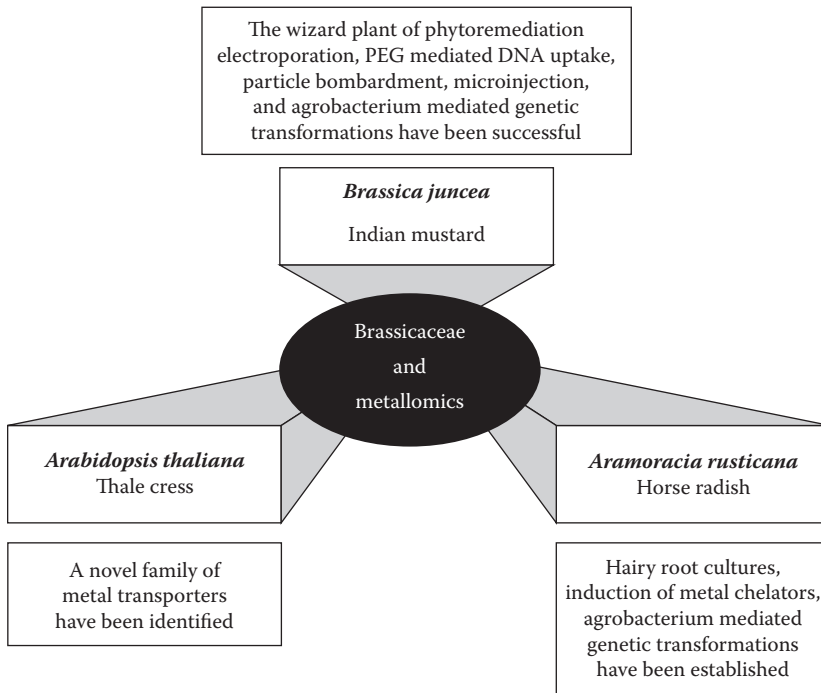 The wizard plant of phytoremediation
electroporation, PEG mediated DNA uptake,
particle bombardment, microinjection,
and agrobacterium mediated genetic
transformations have been successful
Brassica juncea
Indian mustard
Brassicaceae
and
metallomics
Arabidopsis thaliana
Thale cress
Aramoracia rusticana
Horse radish
A novel family of
metal transporters
have been identified
Hairy root cultures,
induction of metal chelators,
agrobacterium mediated
genetic transformations
have been established